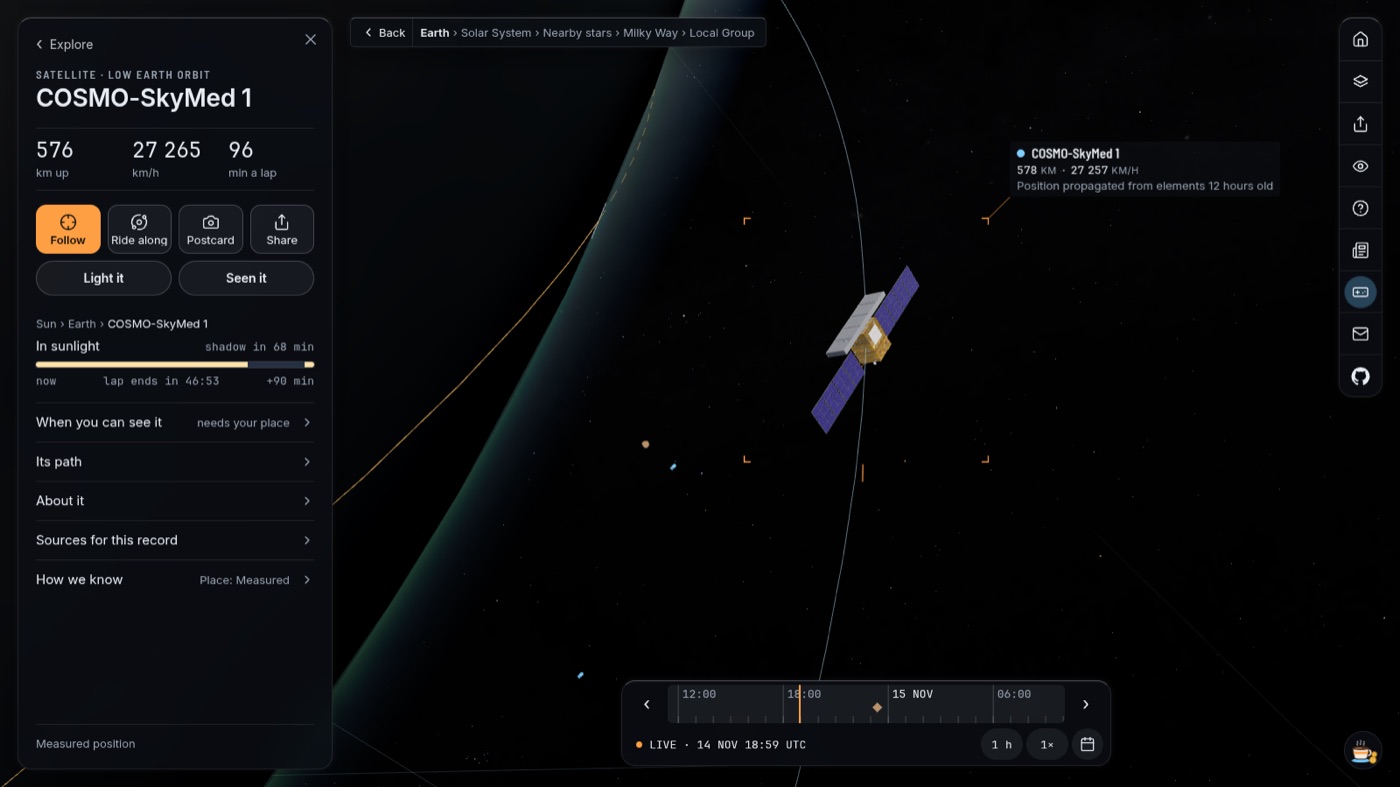 Explore
SATELLITE · LOW EARTH ORBIT
COSMO-SkyMed 1
576 27 265 96
km up km/h min a lap
Follow Ride along Postcard Share
Light it Seen it
Sun › Earth › COSMO-SkyMed 1
In sunlight shadow in 68 min
now lap ends in 46:53 +90 min
When you can see it needs your place
Its path
About it
Sources for this record
How we know Place: Measured
Measured position
Back Earth › Solar System › Nearby stars › Milky Way › Local Group
COSMO-SkyMed 1
578 KM · 27 257 KM/H
Position propagated from elements 12 hours old
12:00 18:00 15 NOV 06:00
LIVE · 14 NOV 18:59 UTC 1 h 1×